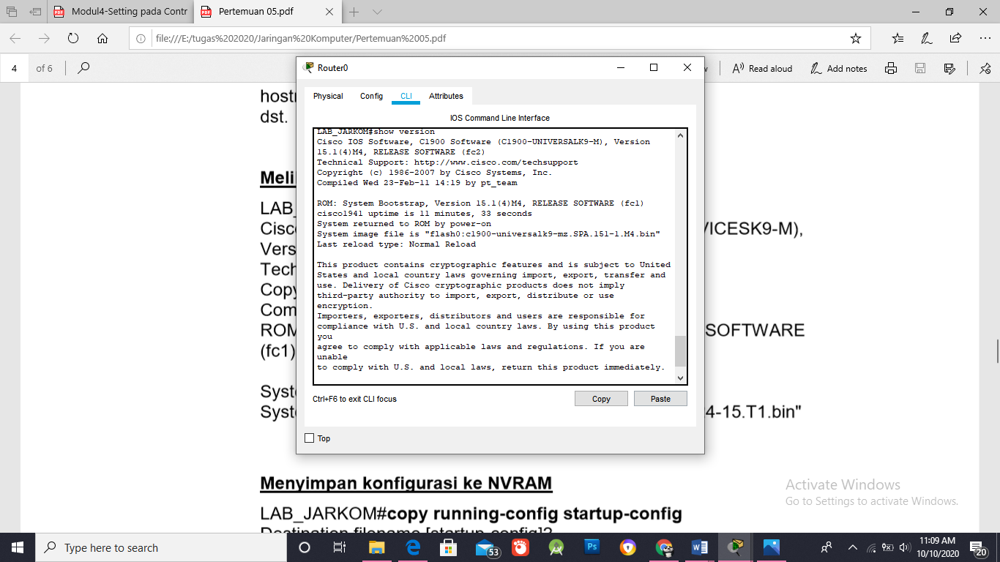 Modul4-Setting pada Contr
Pertemuan 05.pdf
file:///E:/tugas%202020/Jaringan%20Komputer/Pertemuan%2005.pdf
4 of 6
Read aloud
Add notes
dst.
Router0
Physical Config CLI Attributes
IOS Command Line Interface
LAB_JARKOM#show version
Cisco IOS Software, C1900 Software (C1900-UNIVERSALK9-M), Version
15.1(4)M4, RELEASE SOFTWARE (fc2)
Technical Support: http://www.cisco.com/techsupport
Copyright (c) 1986-2007 by Cisco Systems, Inc.
Compiled Wed 23-Feb-11 14:19 by pt_team
ROM: System Bootstrap, Version 15.1(4)M4, RELEASE SOFTWARE (fc1)
cisco1941 uptime is 11 minutes, 33 seconds
System returned to ROM by power-on
System image file is "flash0:c1900-universalk9-mz.SPA.151-1.M4.bin"
Last reload type: Normal Reload
This product contains cryptographic features and is subject to United
States and local country laws governing import, export, transfer and
use. Delivery of Cisco cryptographic products does not imply
third-party authority to import, export, distribute or use
encryption.
Importers, exporters, distributors and users are responsible for
compliance with U.S. and local country laws. By using this product
you
agree to comply with applicable laws and regulations. If you are
unable
to comply with U.S. and local laws, return this product immediately.
Ctrl+F6 to exit CLI focus
Copy
Paste
Top
Meli
LAB_
Cisc
VICESK9-M),
Vers
Tech
Copy
Com
ROM
SOFTWARE
(fc1)
Syst
Syst
4-15.T1.bin"
Menyimpan konfigurasi ke NVRAM
LAB_JARKOM#copy running-config startup-config
Destination filename [startup-config]?
Activate Windows
Go to Settings to activate Windows.
Type here to search
53
Ps
11:09 AM
10/10/2020
20